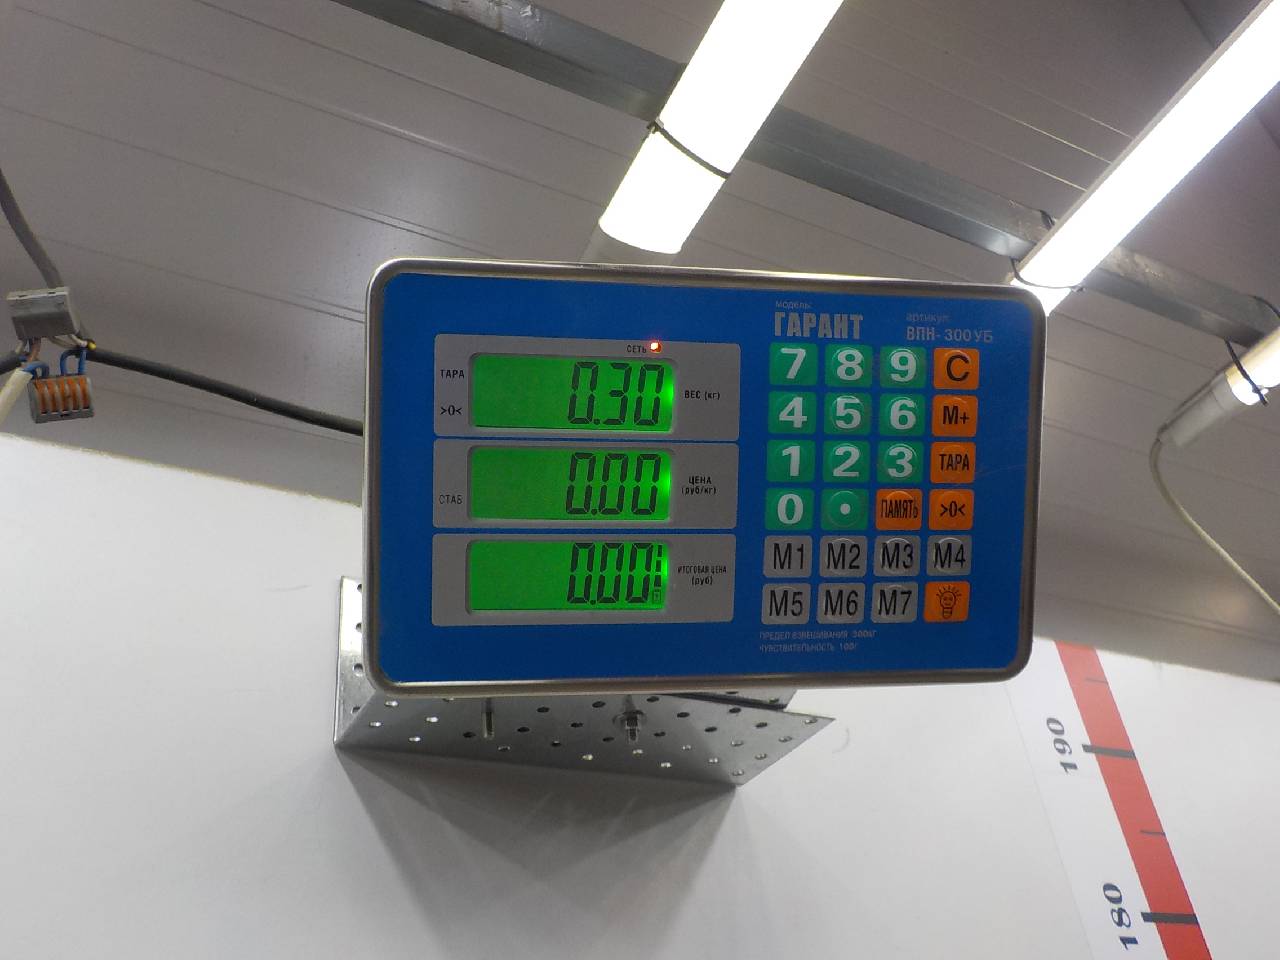 МОДЕЛЬ:
ГАРАНТ
артикул:
ВПН-300УБ
СЕТЬ
ТАРА
>0<
0.30
ВЕС (кг)
СТАБ
0.00
ЦЕНА
(руб/кг)
0.00
ИТОГОВАЯ ЦЕНА
(руб)
7 8 9 C
4 5 6 M+
1 2 3 ТАРА
0 . ПАМЯТЬ >0<
M1 M2 M3 M4
M5 M6 M7
ПРЕДЕЛ ВЗВЕШИВАНИЯ 300кг
ЧУВСТВИТЕЛЬНОСТЬ 100г
190
180